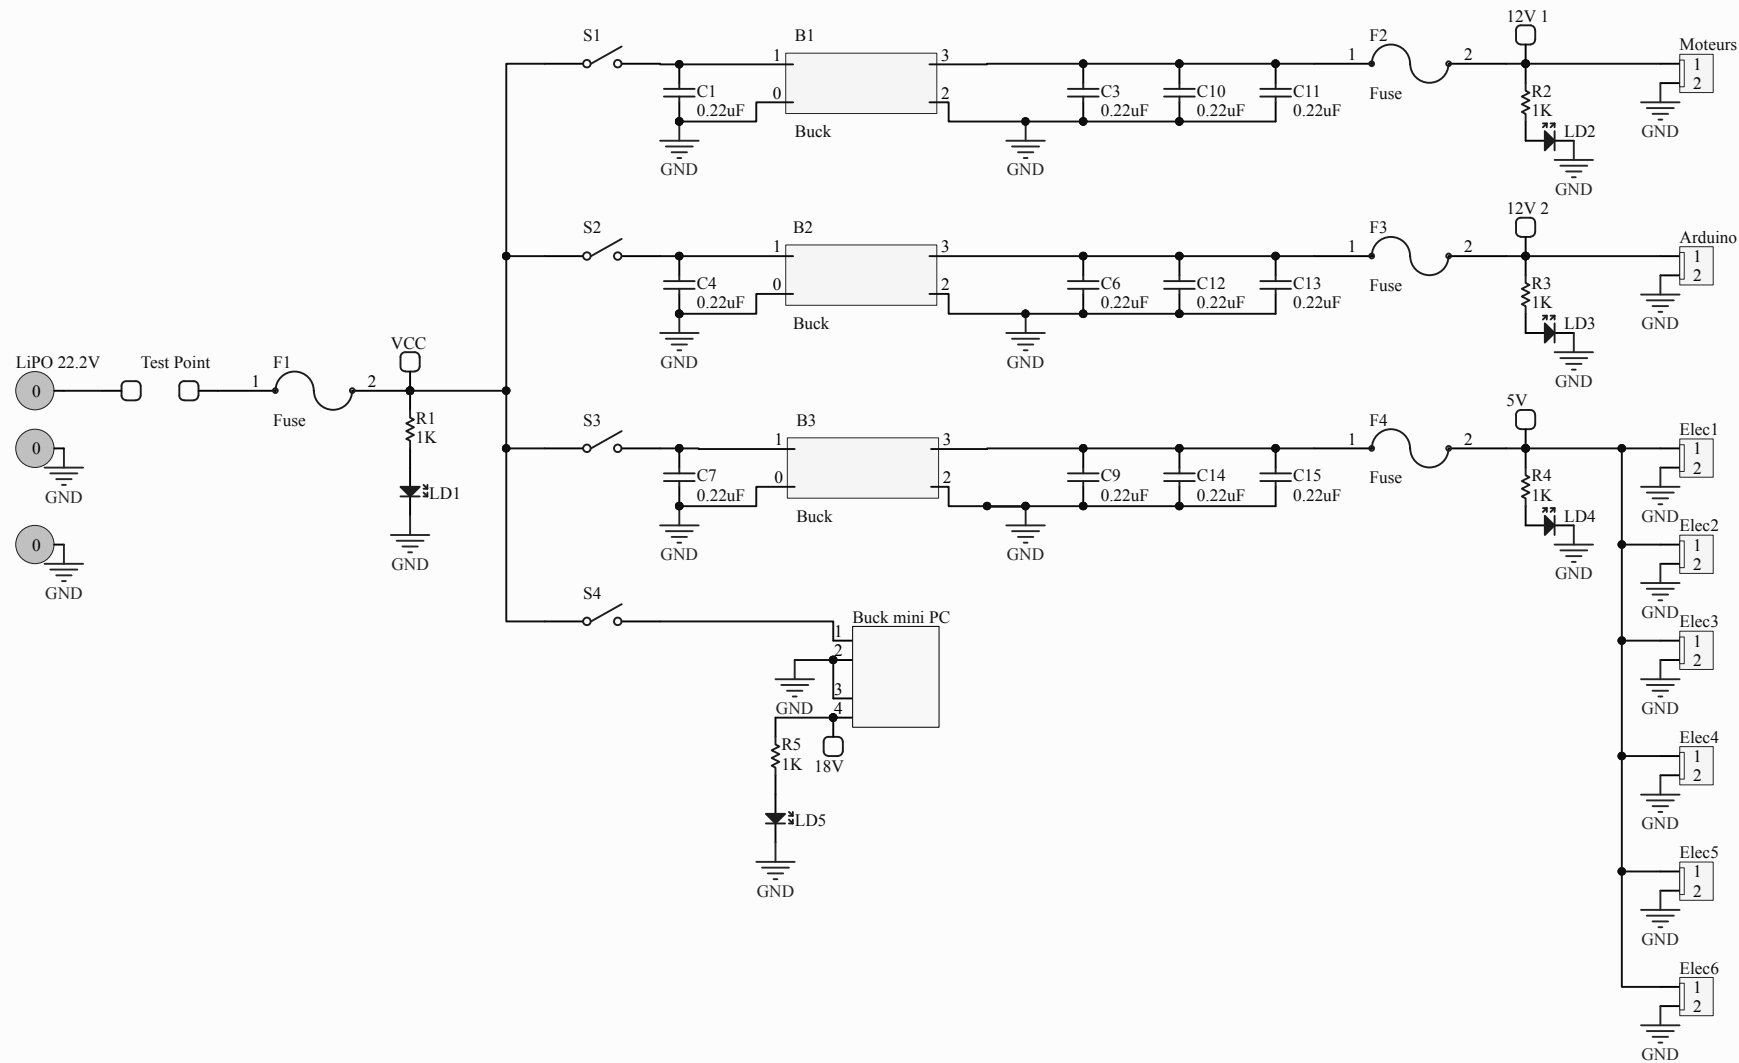 LiPO 22.2V
0
0
GND
0
GND
Test Point
1 F1 2
Fuse
VCC
R1
1K
LD1
GND
S1
C1
0.22uF
GND
B1
1 3
0 2
Buck
GND
C3
0.22uF
C10
0.22uF
C11
0.22uF
1 F2 2
Fuse
12V 1
R2
1K
LD2
GND
Moteurs
1
2
GND
S2
C4
0.22uF
GND
B2
1 3
0 2
Buck
GND
C6
0.22uF
C12
0.22uF
C13
0.22uF
1 F3 2
Fuse
12V 2
R3
1K
LD3
GND
Arduino
1
2
GND
S3
C7
0.22uF
GND
B3
1 3
0 2
Buck
GND
C9
0.22uF
C14
0.22uF
C15
0.22uF
1 F4 2
Fuse
5V
R4
1K
LD4
GND
Elec1
1
2
GND
Elec2
1
2
GND
Elec3
1
2
GND
Elec4
1
2
GND
Elec5
1
2
GND
Elec6
1
2
GND
S4
Buck mini PC
1
2
3
4
GND
R5
1K
18V
LD5
GND